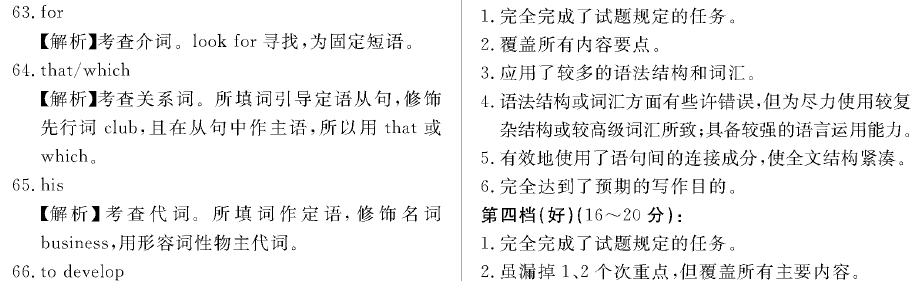 63. for
【解析】考查介词。look for 寻找,为固定短语。
64. that/which
【解析】考查关系词。所填词引导定语从句,修饰
先行词 club,且在从句中作主语,所以用 that 或
which。
65. his
【解析】考查代词。所填词作定语,修饰名词
business,用形容词性物主代词。
66. to develop
1. 完全完成了试题规定的任务。
2. 覆盖所有内容要点。
3. 应用了较多的语法结构和词汇。
4. 语法结构或词汇方面有些许错误,但为尽力使用较复
杂结构或较高级词汇所致;具备较强的语言运用能力。
5. 有效地使用了语句间的连接成分,使全文结构紧凑。
6. 完全达到了预期的写作目的。
第四档(好)(16～20 分):
1. 完全完成了试题规定的任务。
2. 虽漏掉 1、2 个次重点,但覆盖所有主要内容。